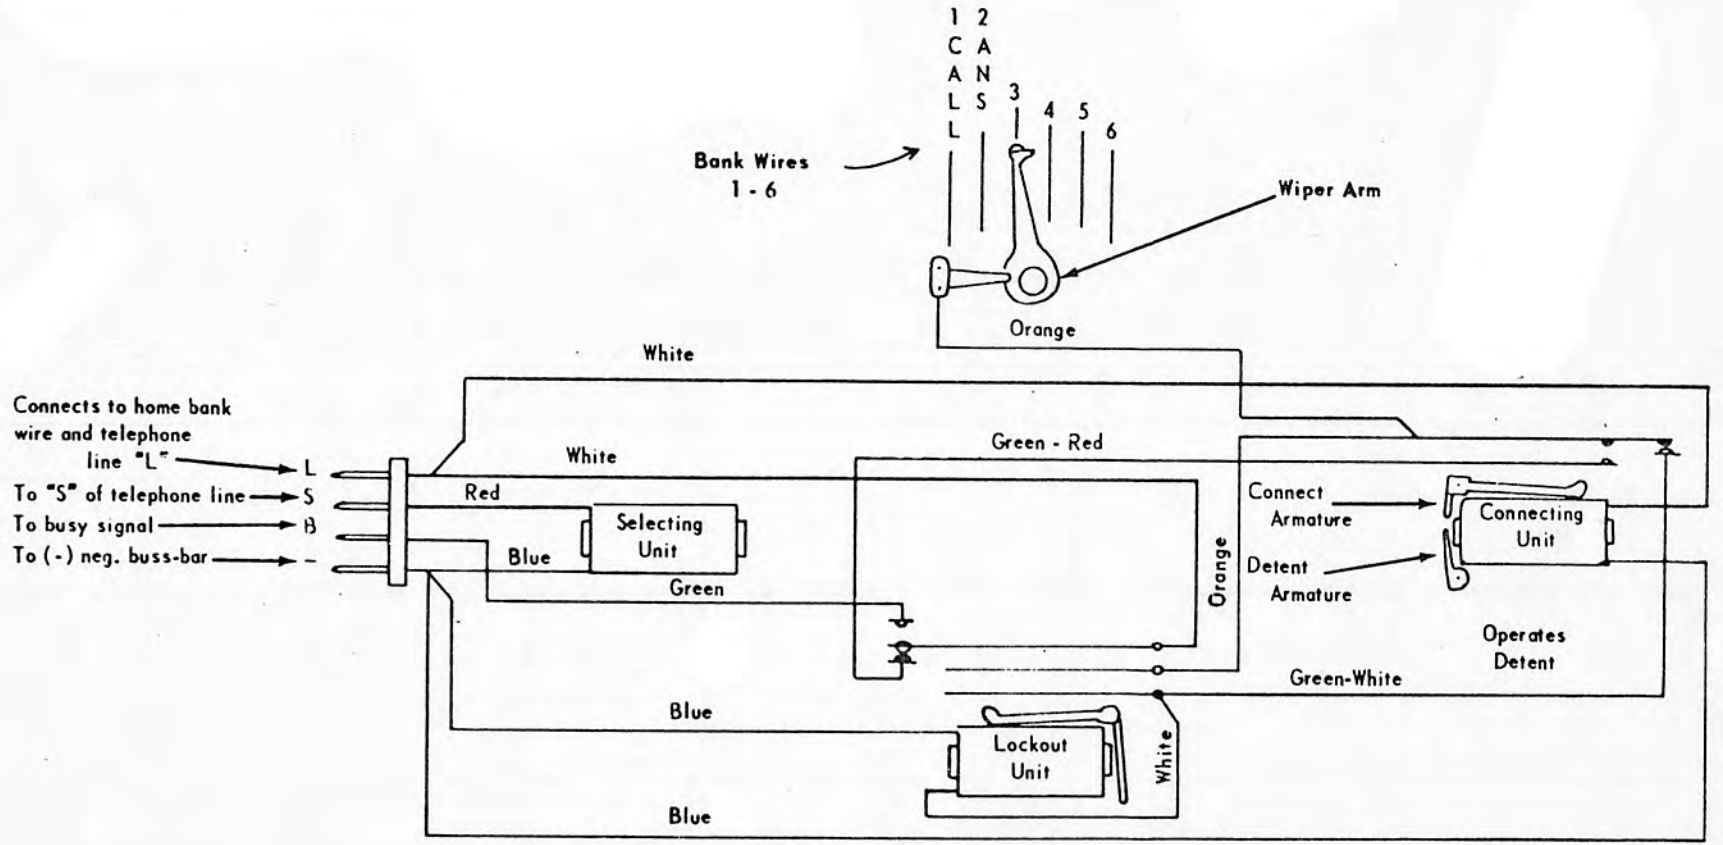 1 2
C A
A N
L S
L
3
4
5
6
Bank Wires
1 - 6
Wiper Arm
Orange
White
Connects to home bank
wire and telephone
line "L"
L
To "S" of telephone line
S
To busy signal
B
To (-) neg. buss-bar
-
White
Red
Green - Red
Selecting
Unit
Blue
Green
Connect
Armature
Connecting
Unit
Detent
Armature
Orange
Operates
Detent
Green-White
Blue
Lockout
Unit
White
Blue